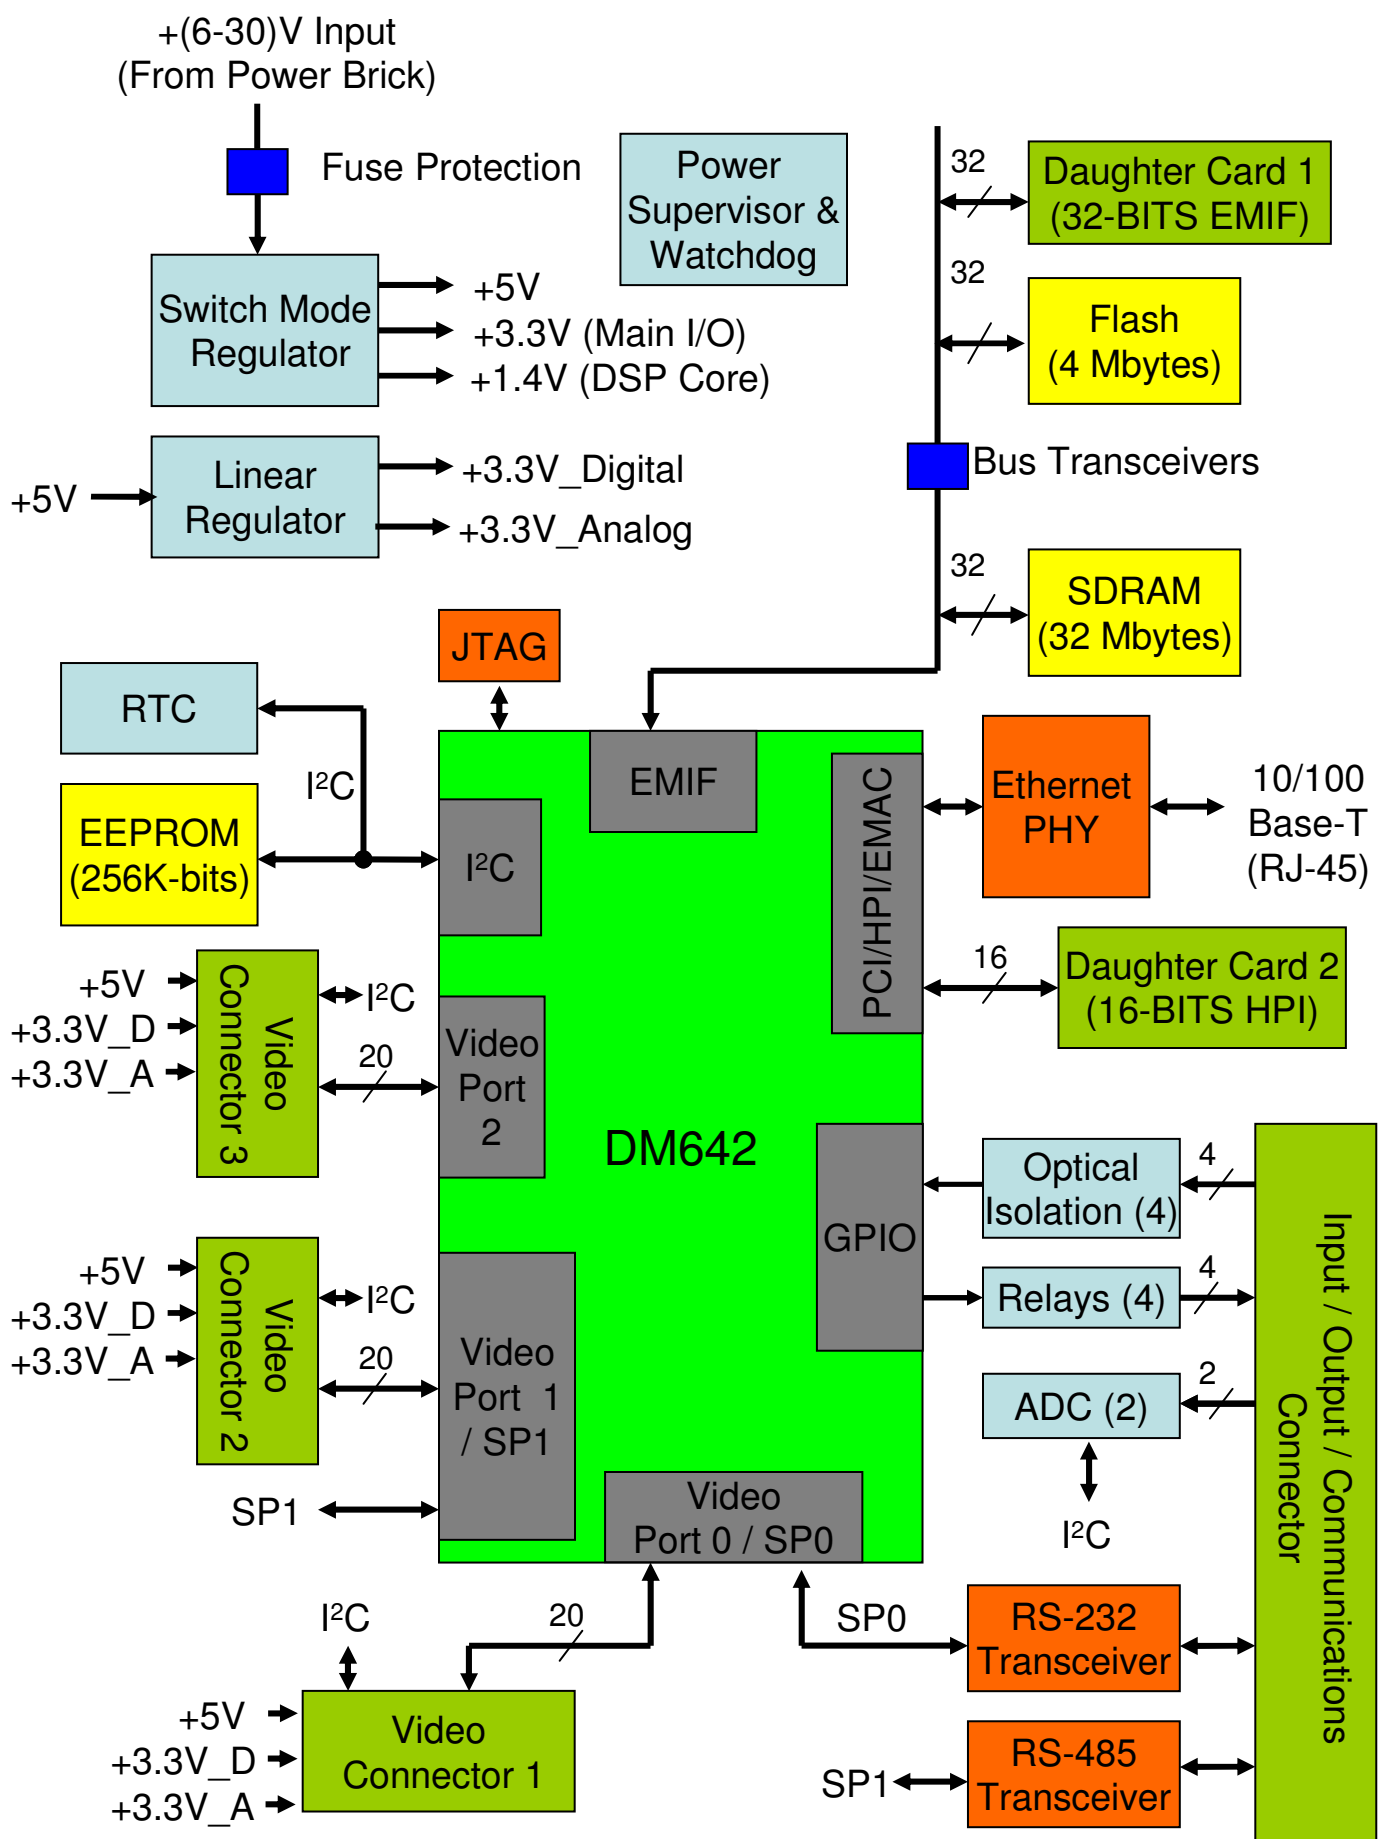 +(6-30)V Input
(From Power Brick)
Fuse Protection
Power
Supervisor &
Watchdog
32
Daughter Card 1
(32-BITS EMIF)
Switch Mode
Regulator
+5V
+3.3V (Main I/O)
+1.4V (DSP Core)
32
Flash
(4 Mbytes)
Linear
Regulator
+5V
+3.3V_Digital
+3.3V_Analog
Bus Transceivers
32
SDRAM
(32 Mbytes)
JTAG
RTC
I²C
EEPROM
(256K-bits)
I²C
EMIF
PCI/HPI/EMAC
Ethernet
PHY
10/100
Base-T
(RJ-45)
16
Daughter Card 2
(16-BITS HPI)
+5V
+3.3V_D
+3.3V_A
Video
Connector 3
I²C
20
Video
Port
2
DM642
GPIO
Optical
Isolation (4)
4
Relays (4)
4
ADC (2)
2
I²C
Input / Output / Communications
Connector
+5V
+3.3V_D
+3.3V_A
Video
Connector 2
I²C
20
Video
Port 1
/ SP1
SP1
Video
Port 0 / SP0
I²C
20
SP0
RS-232
Transceiver
+5V
+3.3V_D
+3.3V_A
Video
Connector 1
SP1
RS-485
Transceiver